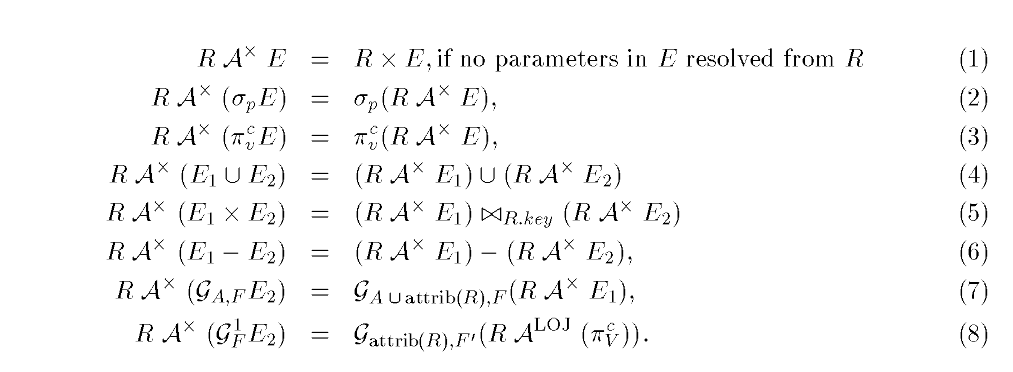 R 𝒜^× E = R × E, if no parameters in E resolved from R (1)
R 𝒜^× (σ_p E) = σ_p(R 𝒜^× E), (2)
R 𝒜^× (π_v^c E) = π_v^c(R 𝒜^× E), (3)
R 𝒜^× (E_1 ∪ E_2) = (R 𝒜^× E_1) ∪ (R 𝒜^× E_2) (4)
R 𝒜^× (E_1 × E_2) = (R 𝒜^× E_1) ⋈_{R.key} (R 𝒜^× E_2) (5)
R 𝒜^× (E_1 − E_2) = (R 𝒜^× E_1) − (R 𝒜^× E_2), (6)
R 𝒜^× (𝒢_{A,F} E_2) = 𝒢_{A ∪ attrib(R),F}(R 𝒜^× E_1), (7)
R 𝒜^× (𝒢_F^1 E_2) = 𝒢_{attrib(R),F′}(R 𝒜^{LOJ} (π_V^c)). (8)